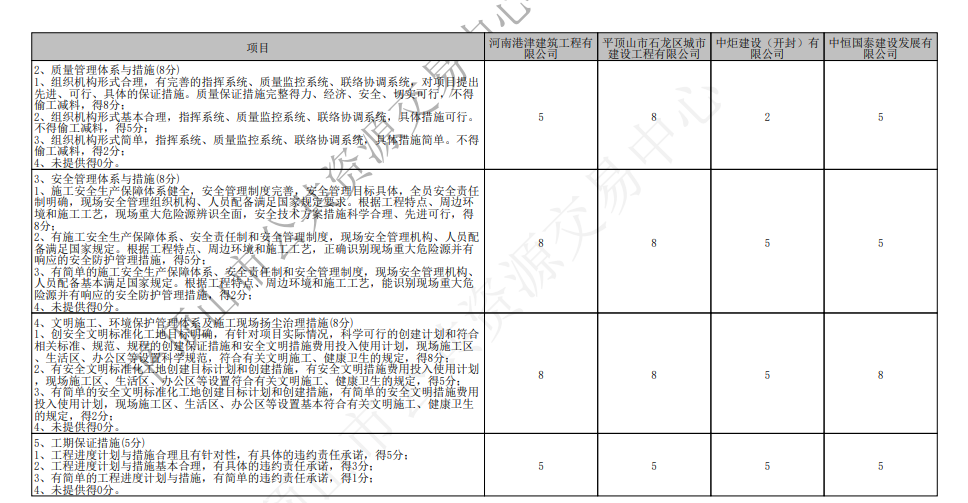 项目
河南港津建筑工程有限公司
平顶山市石龙区城市建设工程有限公司
中炬建设（开封）有限公司
中恒国泰建设发展有限公司
2、质量管理体系与措施(8分)
1、组织机构形式合理，有完善的指挥系统、质量监控系统、联络协调系统，对项目提出
先进、可行、具体的保证措施。质量保证措施完整得力、经济、安全、切实可行，不得
偷工减料，得8分；
2、组织机构形式基本合理，指挥系统、质量监控系统、联络协调系统，具体措施可行。
不得偷工减料，得5分；
3、组织机构形式简单，指挥系统、质量监控系统、联络协调系统，具体措施简单。不得
偷工减料，得2分；
4、未提供得0分。
5 8 2 5
3、安全管理体系与措施(8分)
1、施工安全生产保障体系健全，安全管理制度完善，安全管理目标具体，全员安全责任
制明确，现场安全管理组织机构、人员配备满足国家规定要求。根据工程特点、周边环
境和施工工艺，现场重大危险源辨识全面，安全技术方案措施科学合理、先进可行，得
8分；
2、有施工安全生产保障体系、安全责任制和安全管理制度，现场安全管理机构、人员配
备满足国家规定。根据工程特点、周边环境和施工工艺，正确识别现场重大危险源并有
响应的安全防护管理措施，得5分；
3、有简单的施工安全生产保障体系、安全责任制和安全管理制度，现场安全管理机构、
人员配备基本满足国家规定。根据工程特点、周边环境和施工工艺，能识别现场重大危
险源并有响应的安全防护管理措施，得2分；
4、未提供得0分。
8 8 5 5
4、文明施工、环境保护管理体系及施工现场扬尘治理措施(8分)
1、创安全文明标准化工地目标明确，有针对项目实际情况，科学可行的创建计划和符合
相关标准、规范、规程的创建保证措施和安全文明措施费用投入使用计划，现场施工区
、生活区、办公区等设置科学规范，符合有关文明施工、健康卫生的规定，得8分；
2、有安全文明标准化工地创建目标计划和创建措施，有安全文明措施费用投入使用计划
，现场施工区、生活区、办公区等设置符合有关文明施工、健康卫生的规定，得5分；
3、有简单的安全文明标准化工地创建目标计划和创建措施，有简单的安全文明措施费用
投入使用计划，现场施工区、生活区、办公区等设置基本符合有关文明施工、健康卫生
的规定，得2分；
4、未提供得0分。
8 8 5 8
5、工期保证措施(5分)
1、工程进度计划与措施合理且有针对性，有具体的违约责任承诺，得5分；
2、工程进度计划与措施基本合理，有具体的违约责任承诺，得3分；
3、有简单的工程进度计划与措施，有简单的违约责任承诺，得1分；
4、未提供得0分。
5 5 5 5
平顶山市公共资源交易中心